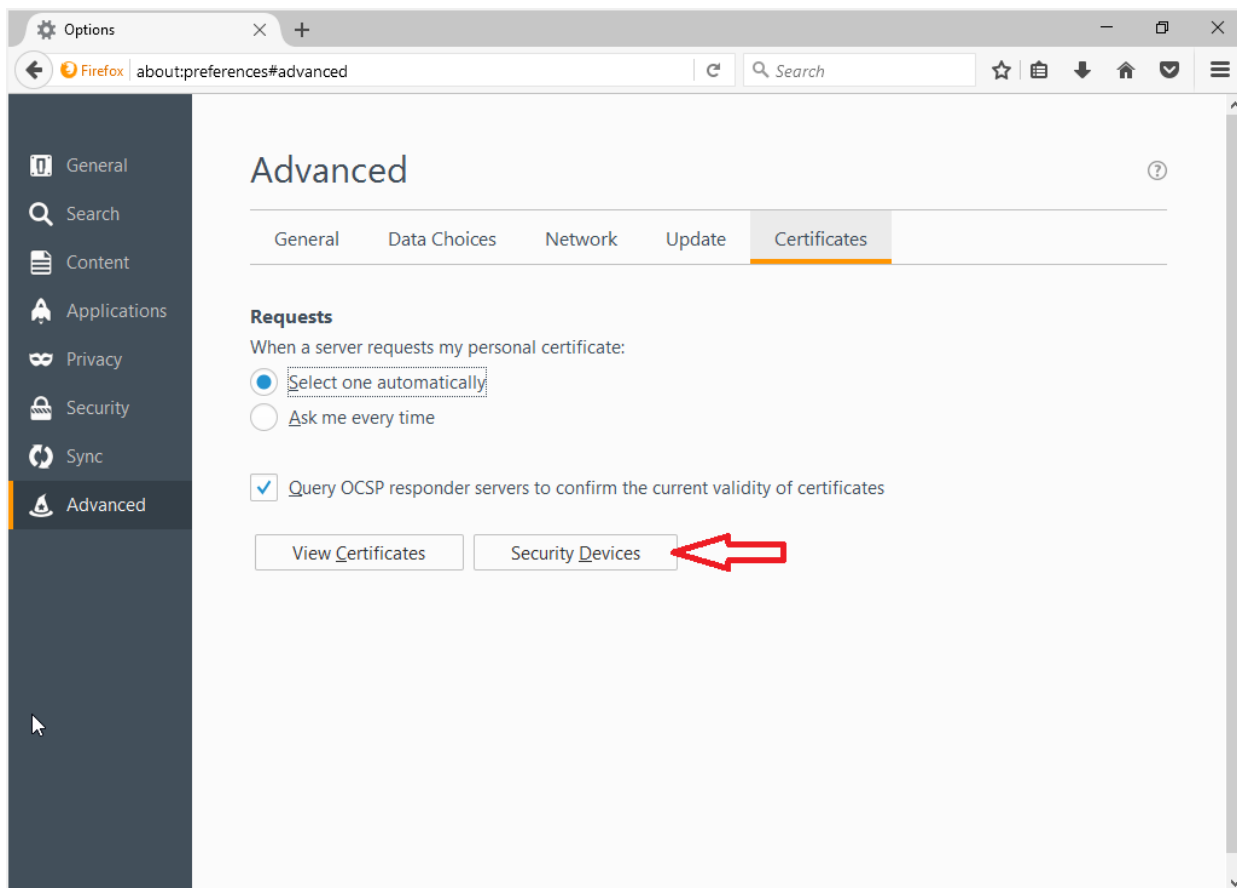 Options
Firefox about:preferences#advanced Search
General
Search
Content
Applications
Privacy
Security
Sync
Advanced
Advanced ?
General Data Choices Network Update Certificates
Requests
When a server requests my personal certificate:
Select one automatically
Ask me every time
Query OCSP responder servers to confirm the current validity of certificates
View Certificates Security Devices